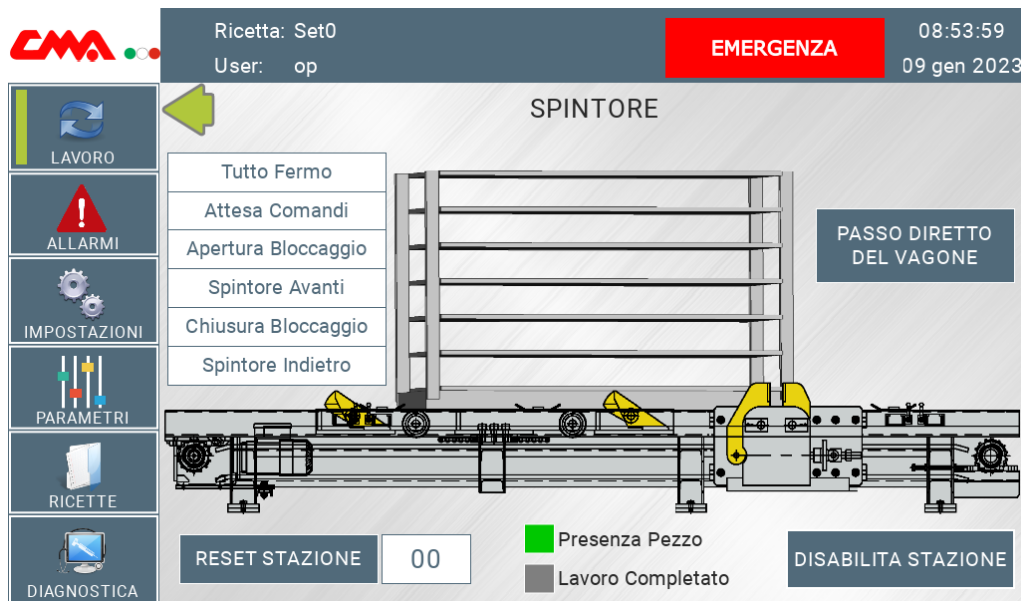 CMA
Ricetta: Set0
User: op
EMERGENZA
08:53:59
09 gen 2023
LAVORO
ALLARMI
IMPOSTAZIONI
PARAMETRI
RICETTE
DIAGNOSTICA
SPINTORE
Tutto Fermo
Attesa Comandi
Apertura Bloccaggio
Spintore Avanti
Chiusura Bloccaggio
Spintore Indietro
PASSO DIRETTO
DEL VAGONE
RESET STAZIONE
00
Presenza Pezzo
Lavoro Completato
DISABILITA STAZIONE